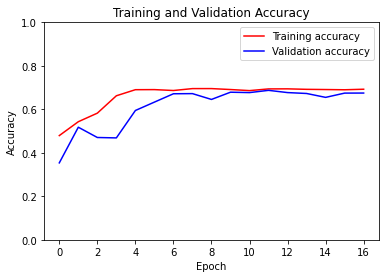 Training and Validation Accuracy
1.0
0.8
0.6
0.4
0.2
0.0
Accuracy
Training accuracy
Validation accuracy
0 2 4 6 8 10 12 14 16
Epoch